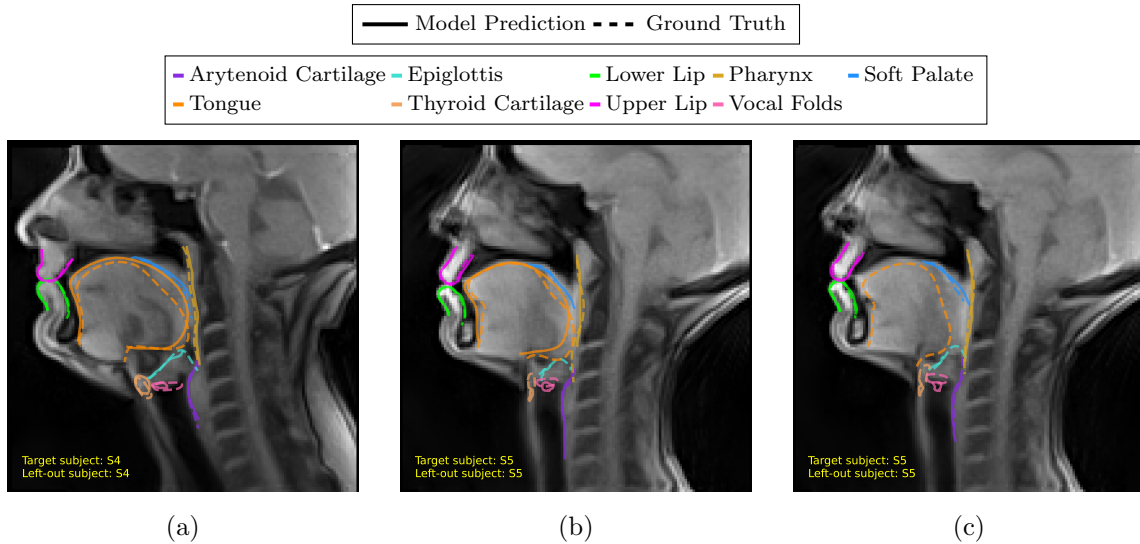 Model Prediction Ground Truth
Arytenoid Cartilage Epiglottis Lower Lip Pharynx Soft Palate
Tongue Thyroid Cartilage Upper Lip Vocal Folds
Target subject: S4
Left-out subject: S4
Target subject: S5
Left-out subject: S5
Target subject: S5
Left-out subject: S5
(a) (b) (c)